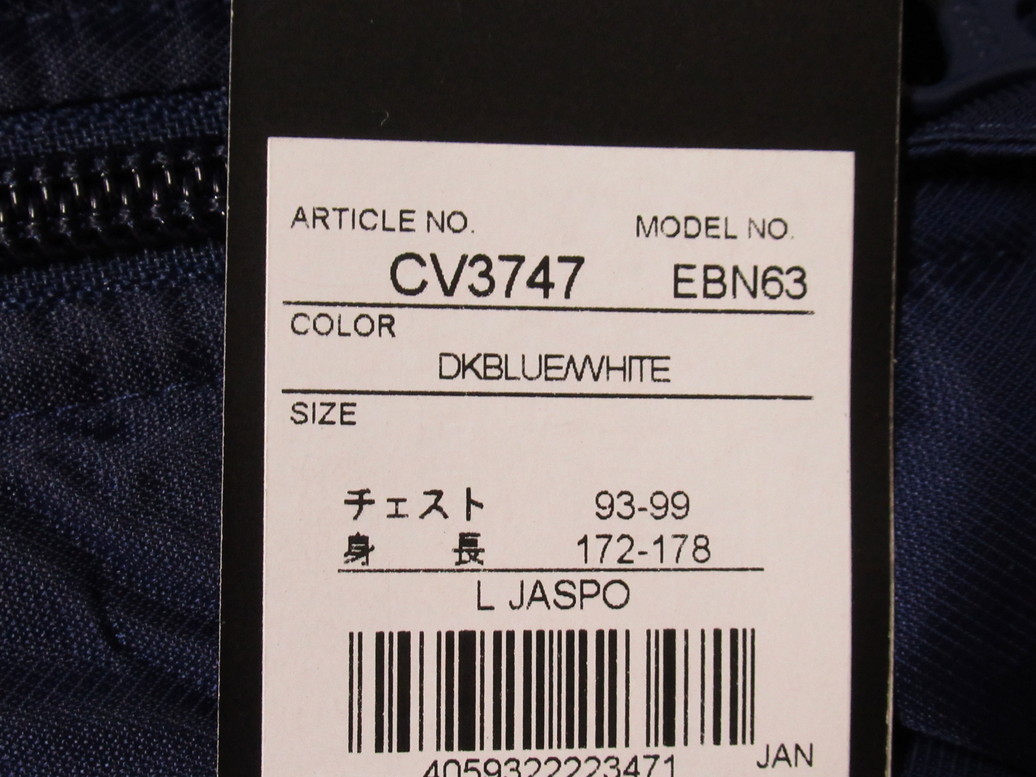 ARTICLE NO. MODEL NO.
CV3747 EBN63
COLOR
DKBLUE/WHITE
SIZE
チェスト 93-99
身長 172-178
L JASPO
4059322223471 JAN